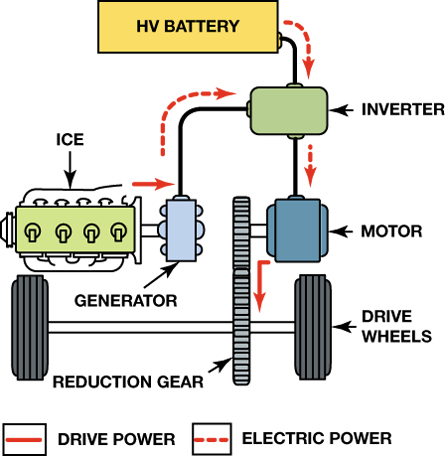 HV BATTERY
INVERTER
ICE
MOTOR
GENERATOR
DRIVE
WHEELS
REDUCTION GEAR
DRIVE POWER
ELECTRIC POWER